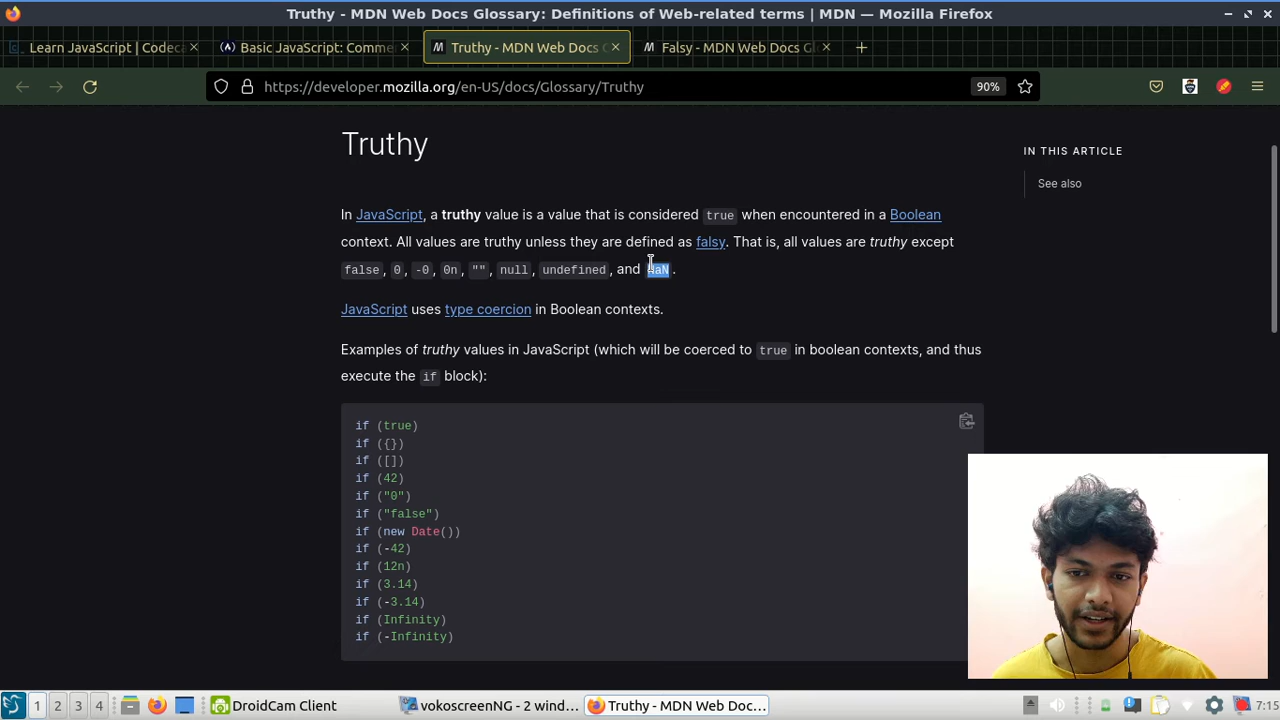 Truthy - MDN Web Docs Glossary: Definitions of Web-related terms | MDN — Mozilla Firefox
Learn JavaScript | Codeca
Basic JavaScript: Comme
Truthy - MDN Web Docs G
Falsy - MDN Web Docs Gl
https://developer.mozilla.org/en-US/docs/Glossary/Truthy
90%
Truthy
IN THIS ARTICLE
See also
In JavaScript, a truthy value is a value that is considered true when encountered in a Boolean
context. All values are truthy unless they are defined as falsy. That is, all values are truthy except
false, 0, -0, 0n, "", null, undefined, and NaN.
JavaScript uses type coercion in Boolean contexts.
Examples of truthy values in JavaScript (which will be coerced to true in boolean contexts, and thus
execute the if block):
if (true)
if ({})
if ([])
if (42)
if ("0")
if ("false")
if (new Date())
if (-42)
if (12n)
if (3.14)
if (-3.14)
if (Infinity)
if (-Infinity)
1 2 3 4
DroidCam Client
vokoscreenNG - 2 wind...
Truthy - MDN Web Doc...
7:15